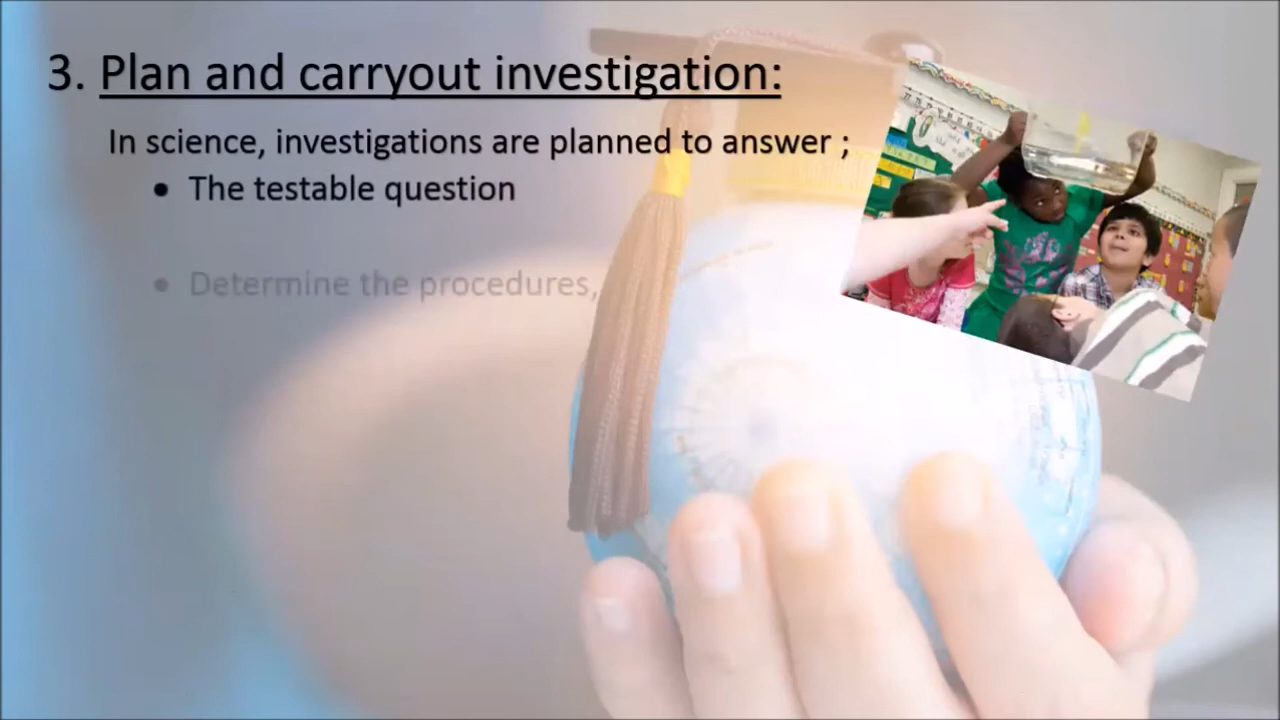 3. Plan and carryout investigation:
In science, investigations are planned to answer ;
• The testable question
• Determine the procedures,